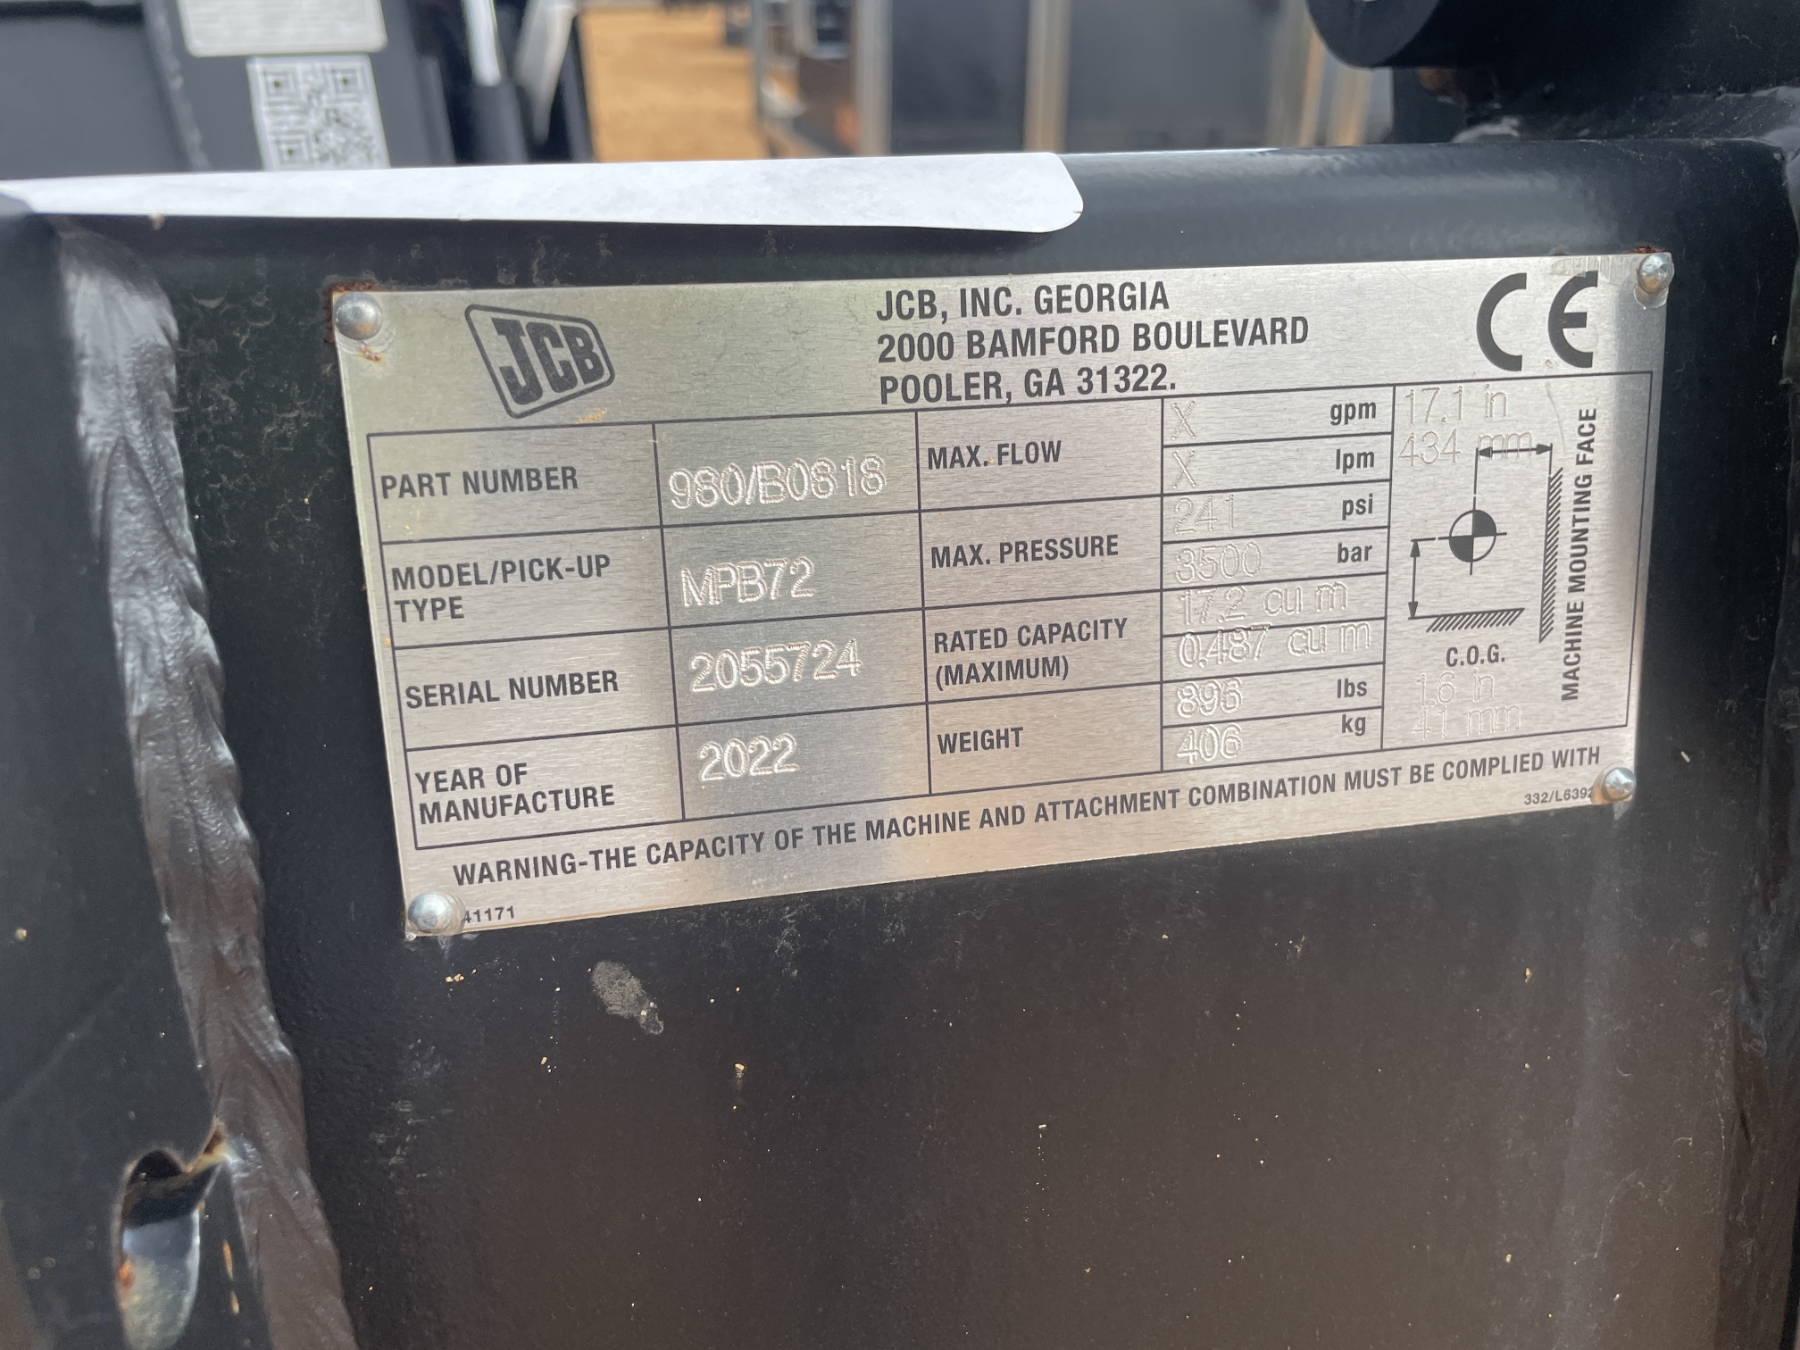 JCB
JCB, INC. GEORGIA
2000 BAMFORD BOULEVARD
POOLER, GA 31322.
CE
PART NUMBER 980/B0818
MODEL/PICK-UP TYPE MPB72
SERIAL NUMBER 2055724
YEAR OF MANUFACTURE 2022
MAX. FLOW X gpm
X lpm
MAX. PRESSURE 241 psi
3500 bar
RATED CAPACITY (MAXIMUM) 17.2 cu m
0.487 cu m
WEIGHT 896 lbs
406 kg
17.1 in
434 mm
MACHINE MOUNTING FACE
C.O.G.
1.6 in
41 mm
WARNING-THE CAPACITY OF THE MACHINE AND ATTACHMENT COMBINATION MUST BE COMPLIED WITH
332/L6392
41171